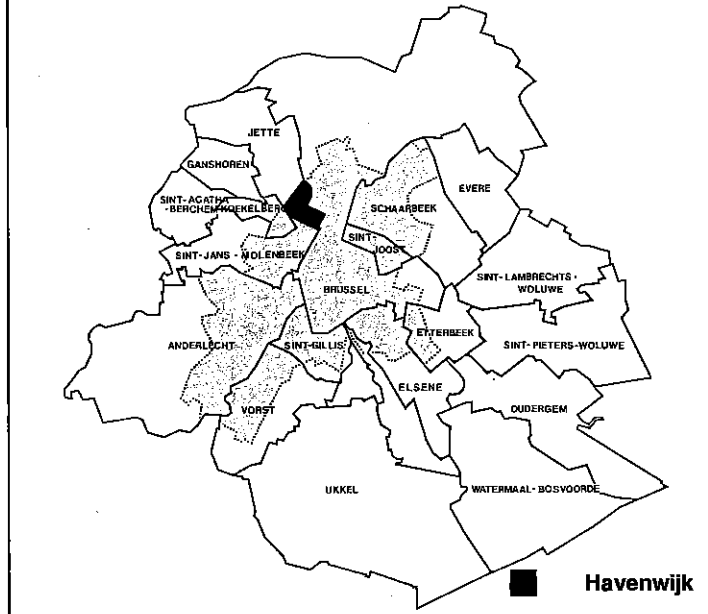 JETTE
GANSHOREN
EVERE
SINT-AGATHA
-BERCHEM
KOEKELBERG
SCHAARBEEK
SINT-
JOOST
SINT-JANS-MOLENBEEK
SINT-LAMBRECHTS-
WOLUWE
BRUSSEL
ETTERBEEK
ANDERLECHT
SINT-GILLIS
SINT-PIETERS-WOLUWE
ELSENE
VORST
OUDERGEM
UKKEL
WATERMAAL-BOSVOORDE
Havenwijk